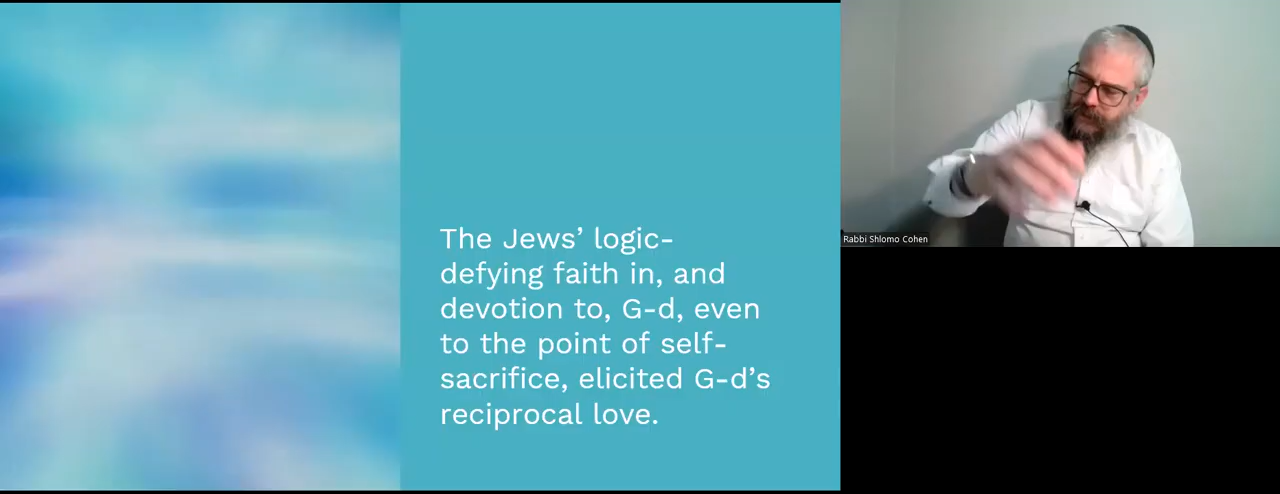 The Jews’ logic-
defying faith in, and
devotion to, G-d, even
to the point of self-
sacrifice, elicited G-d’s
reciprocal love.
Rabbi Shlomo Cohen